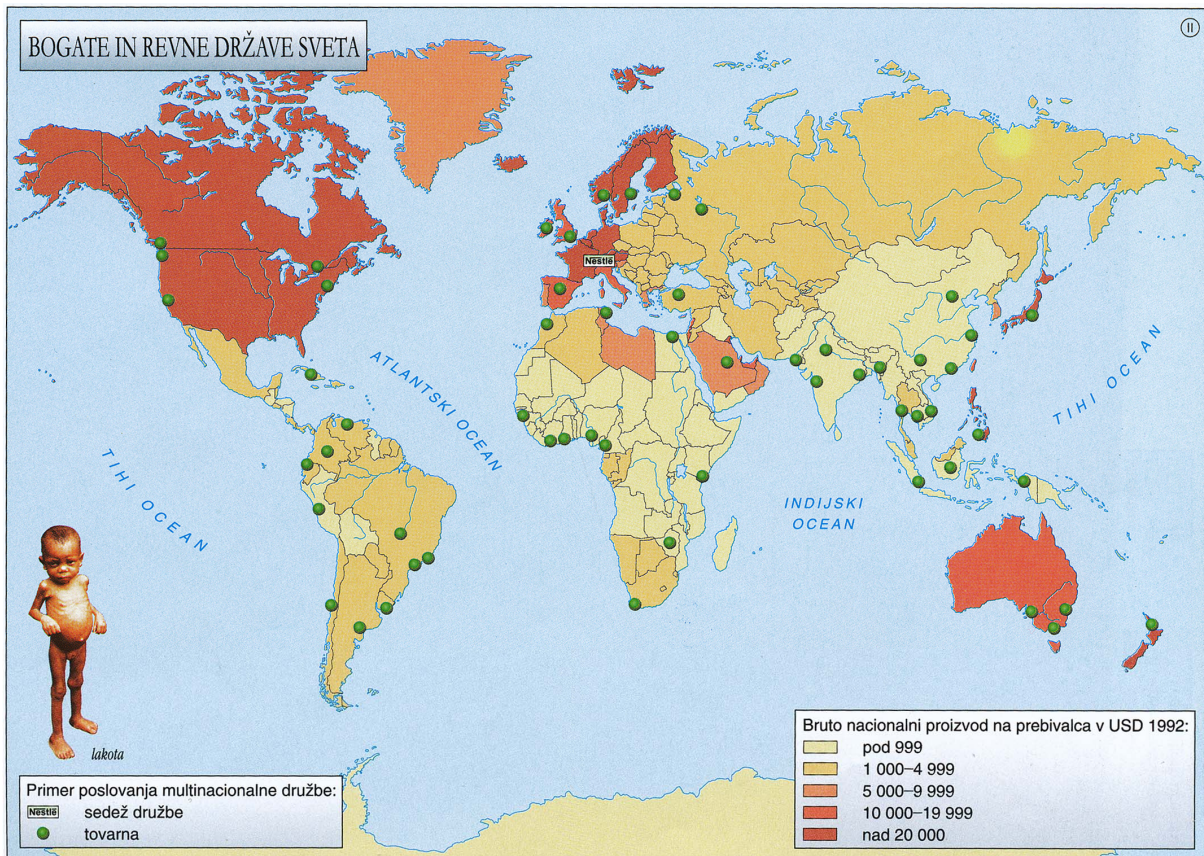 BOGATE IN REVNE DRŽAVE SVETA
II
Nestlé
ATLANTSKI OCEAN
TIHI OCEAN
TIHI OCEAN
INDIJSKI
OCEAN
lakota
Primer poslovanja multinacionalne družbe:
Nestlé sedež družbe
tovarna
Bruto nacionalni proizvod na prebivalca v USD 1992:
pod 999
1 000–4 999
5 000–9 999
10 000–19 999
nad 20 000